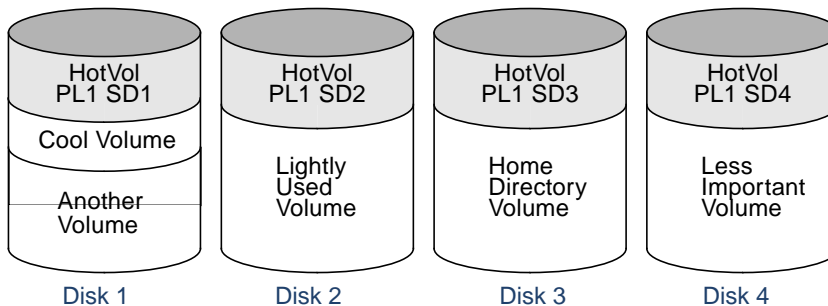 HotVol
PL1 SD1
Cool Volume
Another
Volume
Disk 1
HotVol
PL1 SD2
Lightly
Used
Volume
Disk 2
HotVol
PL1 SD3
Home
Directory
Volume
Disk 3
HotVol
PL1 SD4
Less
Important
Volume
Disk 4